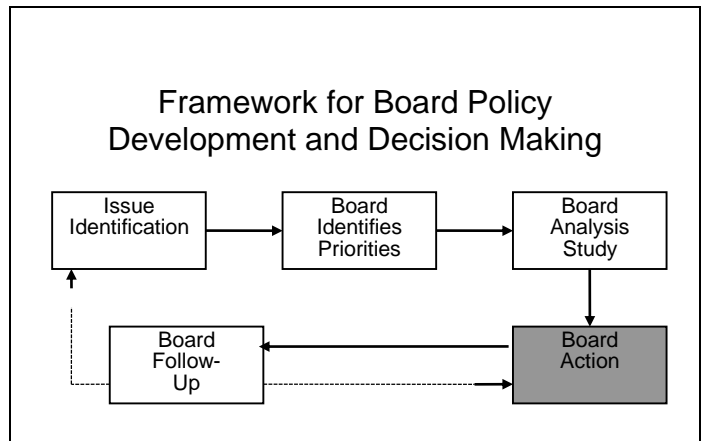 Framework for Board Policy
Development and Decision Making
Issue
Identification
Board
Identifies
Priorities
Board
Analysis
Study
Board
Follow-
Up
Board
Action